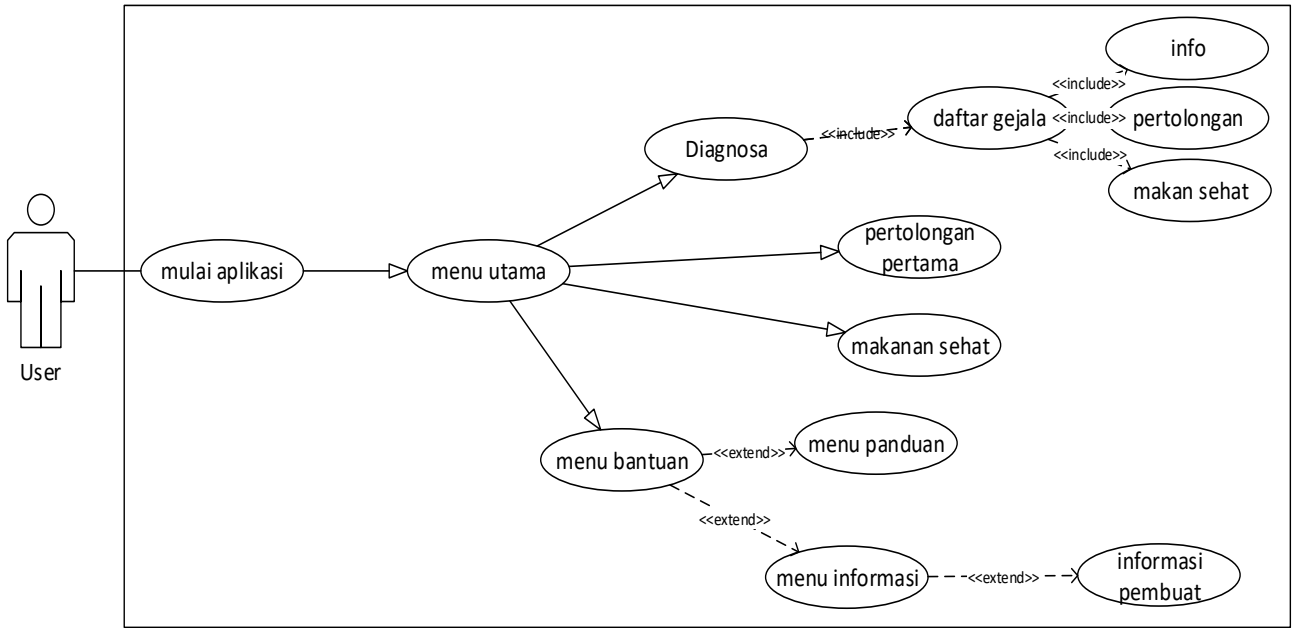 info
<<include>>
daftar gejala
<<include>>
pertolongan
<<include>>
Diagnosa
<<include>>
makan sehat
pertolongan
pertama
mulai aplikasi
menu utama
makanan sehat
User
menu bantuan
<<extend>>
menu panduan
<<extend>>
menu informasi
<<extend>>
informasi
pembuat